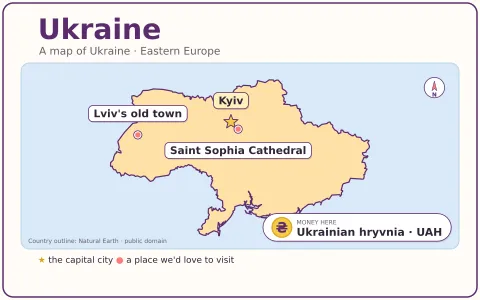 Ukraine
A map of Ukraine · Eastern Europe
Kyiv
Lviv's old town
Saint Sophia Cathedral
N
₴
MONEY HERE
Ukrainian hryvnia · UAH
Country outline: Natural Earth · public domain
★ the capital city ● a place we'd love to visit